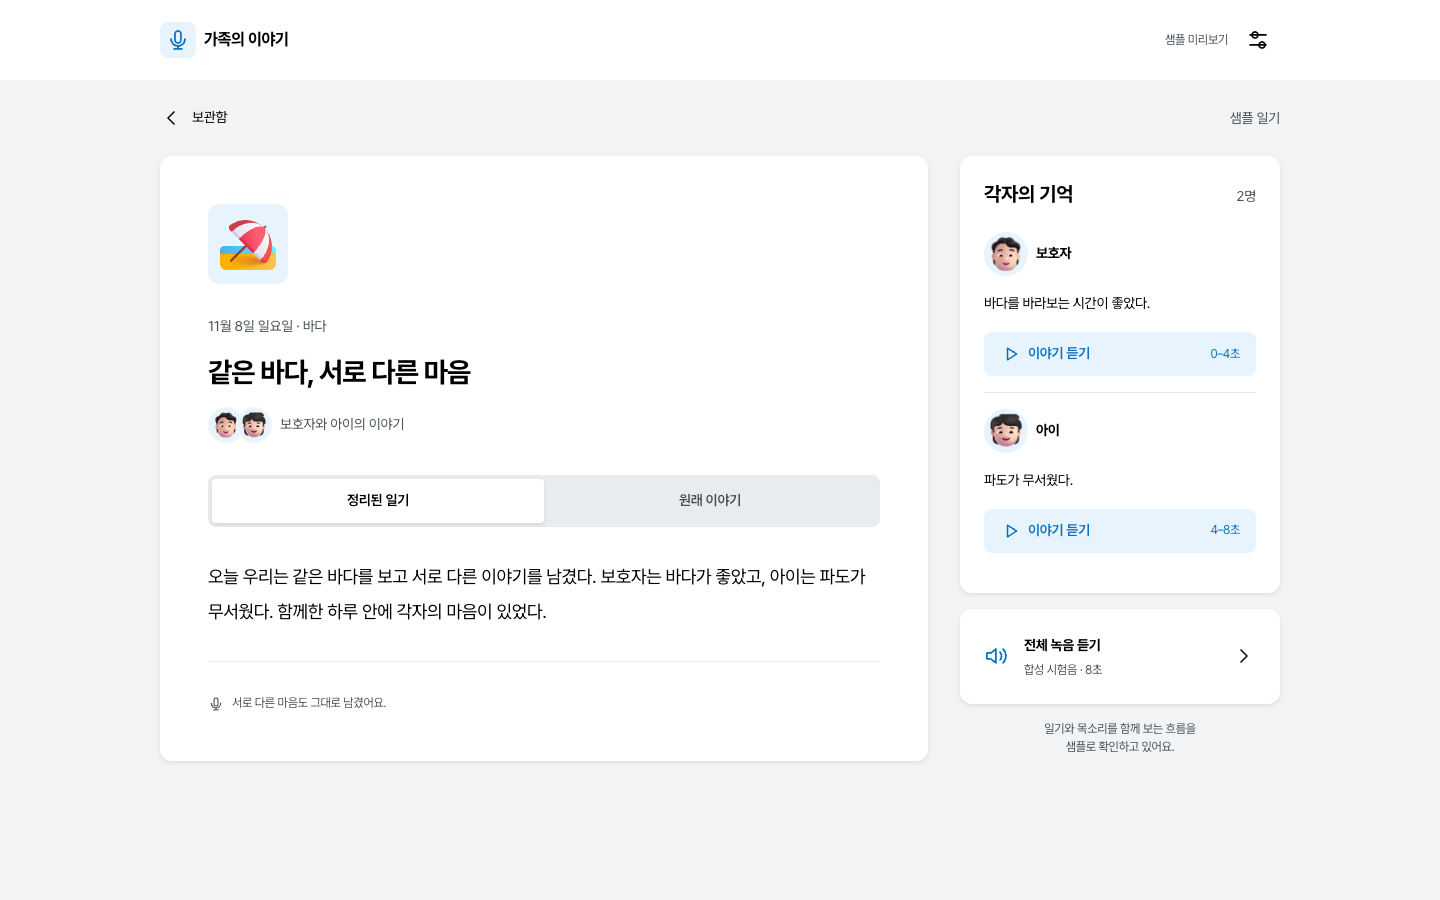 가족의 이야기
샘플 미리보기
보관함
샘플 일기
11월 8일 일요일 · 바다
같은 바다, 서로 다른 마음
보호자와 아이의 이야기
정리된 일기
원래 이야기
오늘 우리는 같은 바다를 보고 서로 다른 이야기를 남겼다. 보호자는 바다가 좋았고, 아이는 파도가
무서웠다. 함께한 하루 안에 각자의 마음이 있었다.
서로 다른 마음도 그대로 남겼어요.
각자의 기억
2명
보호자
바다를 바라보는 시간이 좋았다.
이야기 듣기
0–4초
아이
파도가 무서웠다.
이야기 듣기
4–8초
전체 녹음 듣기
합성 시험음 · 8초
일기와 목소리를 함께 보는 흐름을
샘플로 확인하고 있어요.